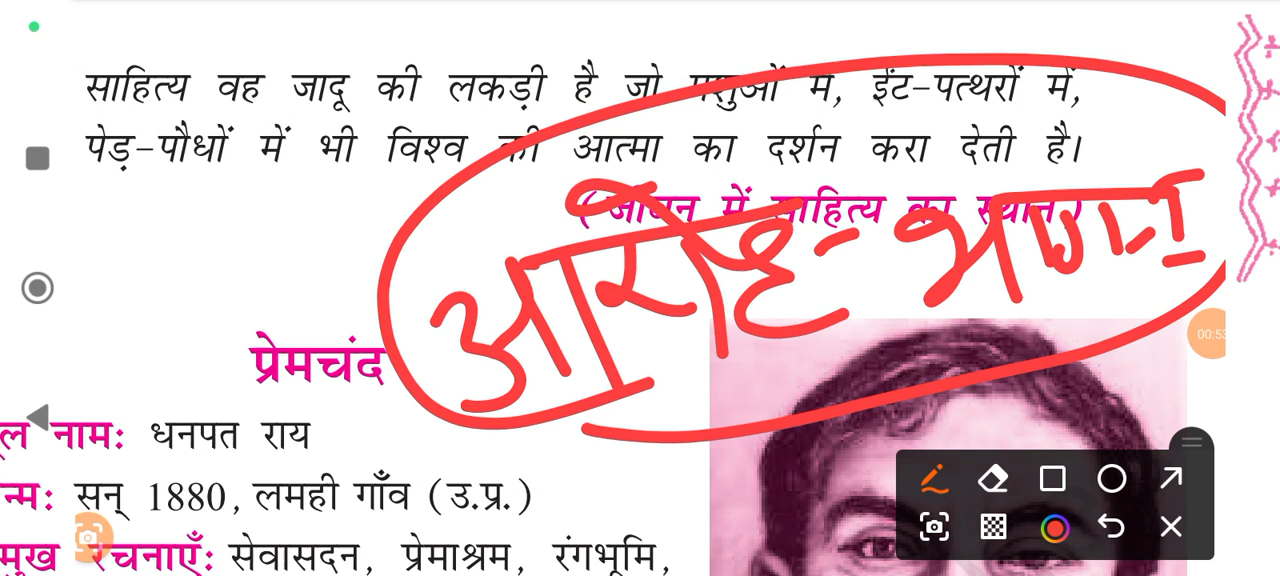 साहित्य वह जादू की लकड़ी है जो पशुओं में, ईंट-पत्थरों में,
पेड़-पौधों में भी विश्व की आत्मा का दर्शन करा देती है।
(जीवन में साहित्य का स्थान)
आरोह-
प्रेमचंद
00:53
ल नाम: धनपत राय
न्म: सन् 1880, लमही गाँव (उ.प्र.)
मुख रचनाएँ: सेवासदन, प्रेमाश्रम, रंगभूमि,